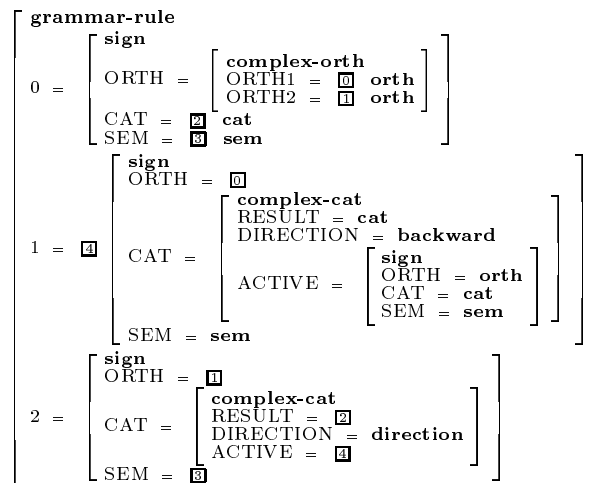 grammar-rule
sign
ORTH = complex-orth
ORTH1 = 0 orth
ORTH2 = 1 orth
0 =
CAT = 2 cat
SEM = 3 sem
sign
ORTH = 0
complex-cat
RESULT = cat
DIRECTION = backward
1 = 4
CAT =
sign
ORTH = orth
ACTIVE =
CAT = cat
SEM = sem
SEM = sem
sign
ORTH = 1
complex-cat
RESULT = 2
2 =
CAT =
DIRECTION = direction
ACTIVE = 4
SEM = 3